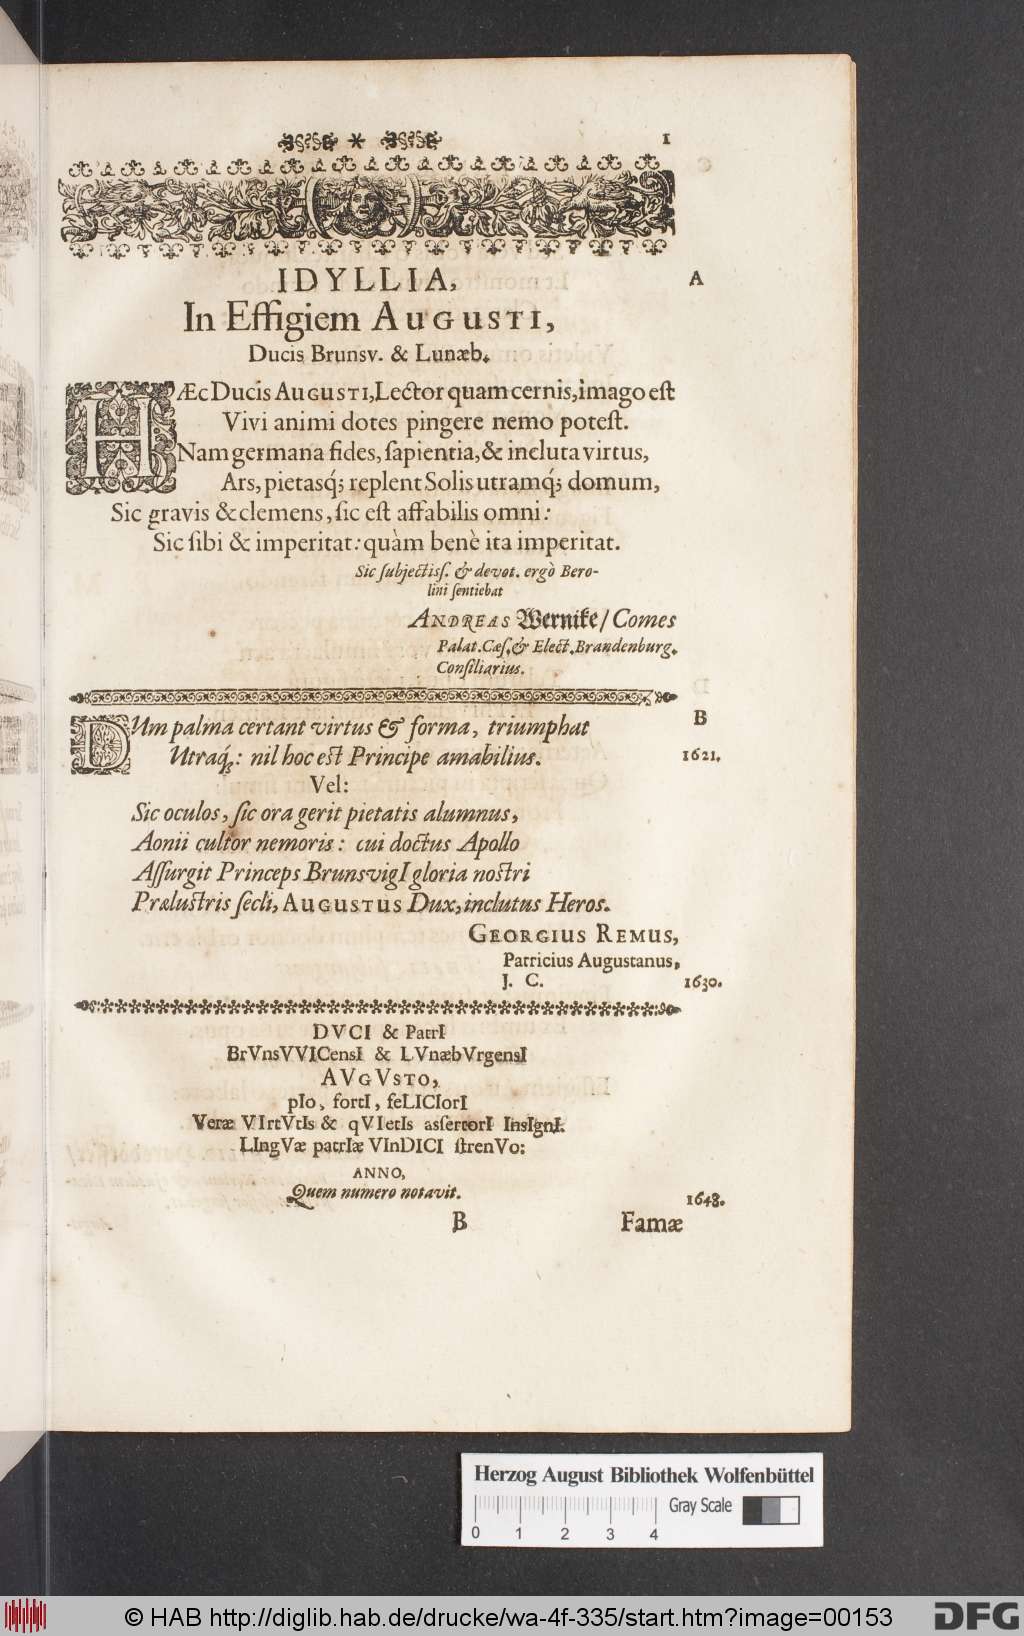 1
IDYLLIA,
A
In Effigiem AUGUSTI,
Ducis Brunsv. & Lunæb.
HÆc Ducis AUGUSTI, Lector quam cernis, imago est
Vivi animi dotes pingere nemo potest.
Nam germana fides, sapientia, & incluta virtus,
Ars, pietasq́; replent Solis utramq́; domum,
Sic gravis & clemens, sic est affabilis omni:
Sic sibi & imperitat: quàm benè ita imperitat.
Sic subjectiss. & devot. ergò Bero-
lini sentiebat
ANDREAS Wernike / Comes
Palat. Cæs. & Elect. Brandenburg.
Consiliarius.
B
DUm palma certant virtus & forma, triumphat
Utraq́;: nil hoc est Principe amabilius.
1621.
Vel:
Sic oculos, sic ora gerit pietatis alumnus,
Aonii cultor nemoris: cui doctus Apollo
Assurgit Princeps BrunsvigI gloria nostri
Prælustris secli, AUGUSTUS Dux, inclutus Heros.
GEORGIUS REMUS,
Patricius Augustanus,
J. C.
1630.
DVCI & PatrI
BrVnsVVICensI & LVnæbVrgensI
AVGVSTO,
pIo, fortI, feLICIorI
Veræ VIrtVtIs & qVIetIs assertorI InsIgnI.
LIngVæ patrIæ VInDICI strenVo:
ANNO,
Quem numero notavit.
1648.
B
Famæ
Herzog August Bibliothek Wolfenbüttel
Gray Scale
0 1 2 3 4
© HAB http://diglib.hab.de/drucke/wa-4f-335/start.htm?image=00153
DFG